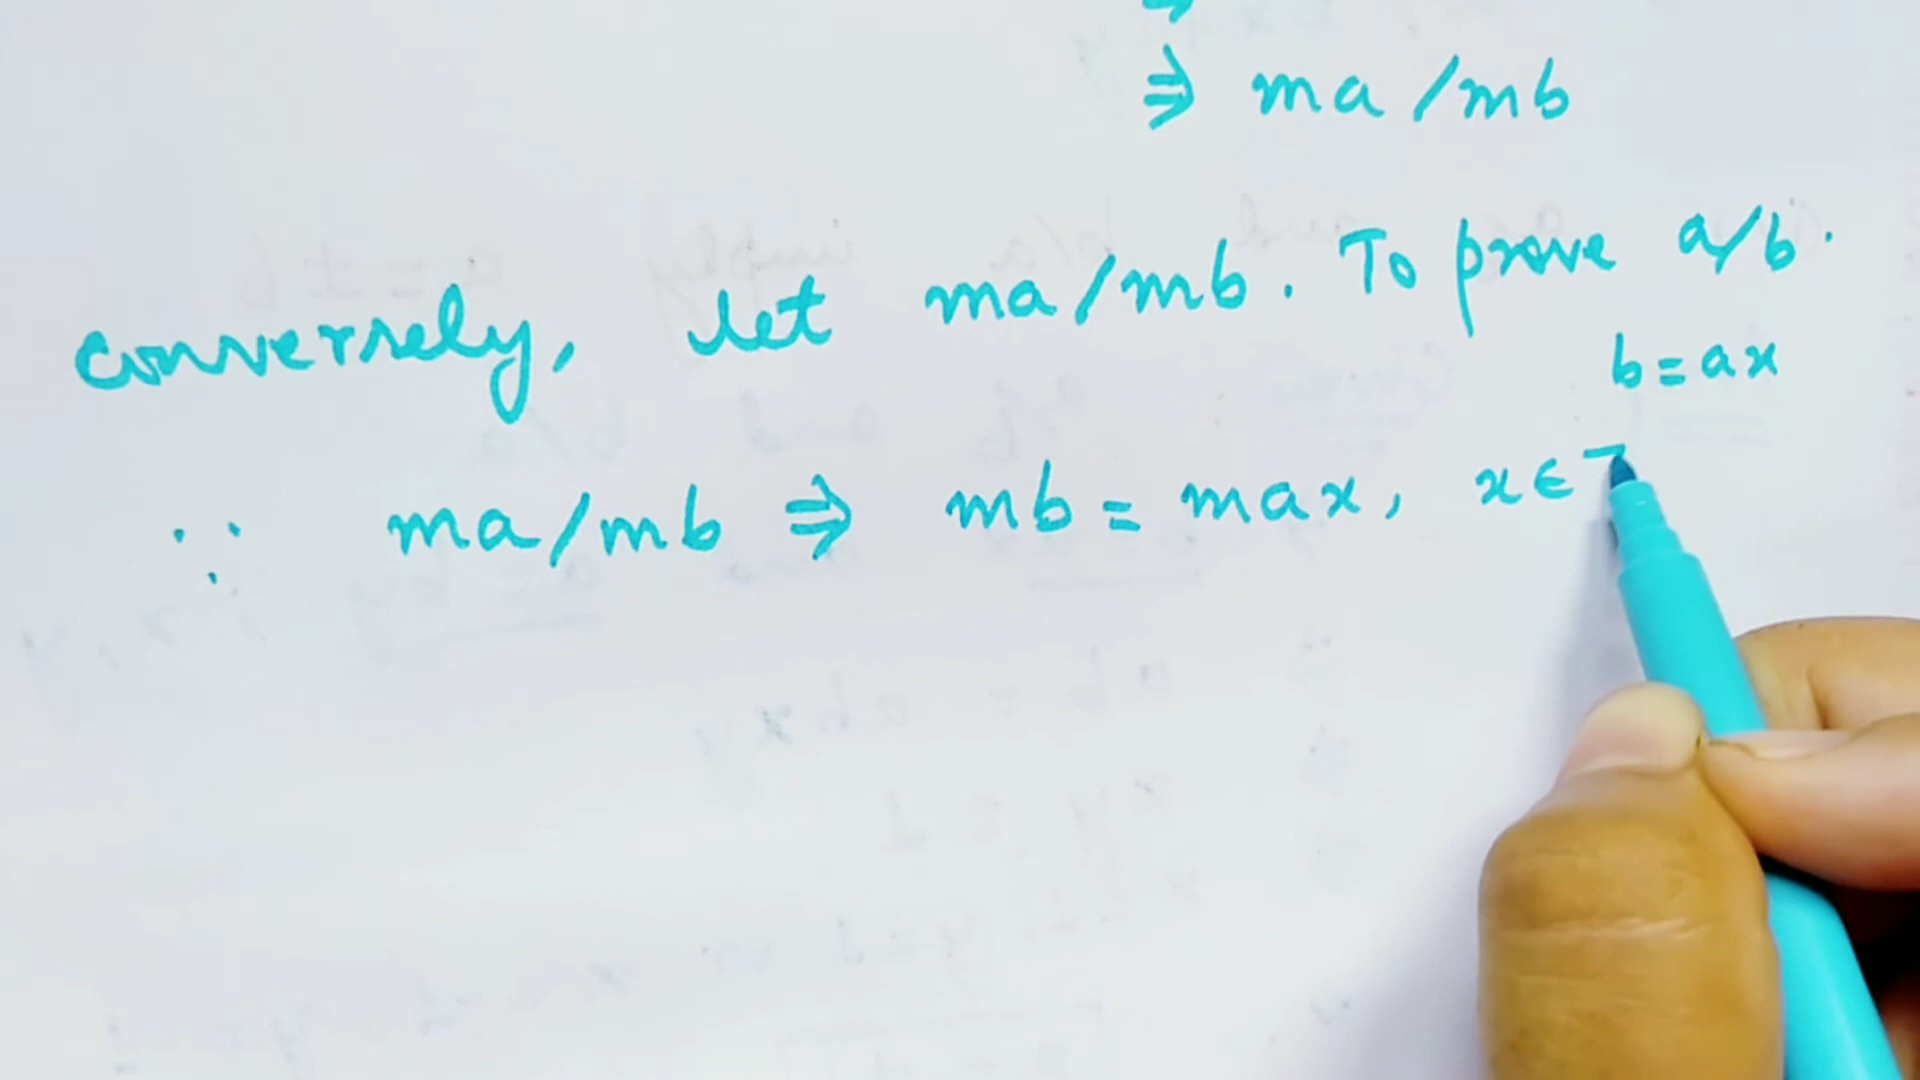 ⇒ ma/mb
conversely, let ma/mb. To prove a/b.
b = ax
∵ ma/mb ⇒ mb = max, x ∈